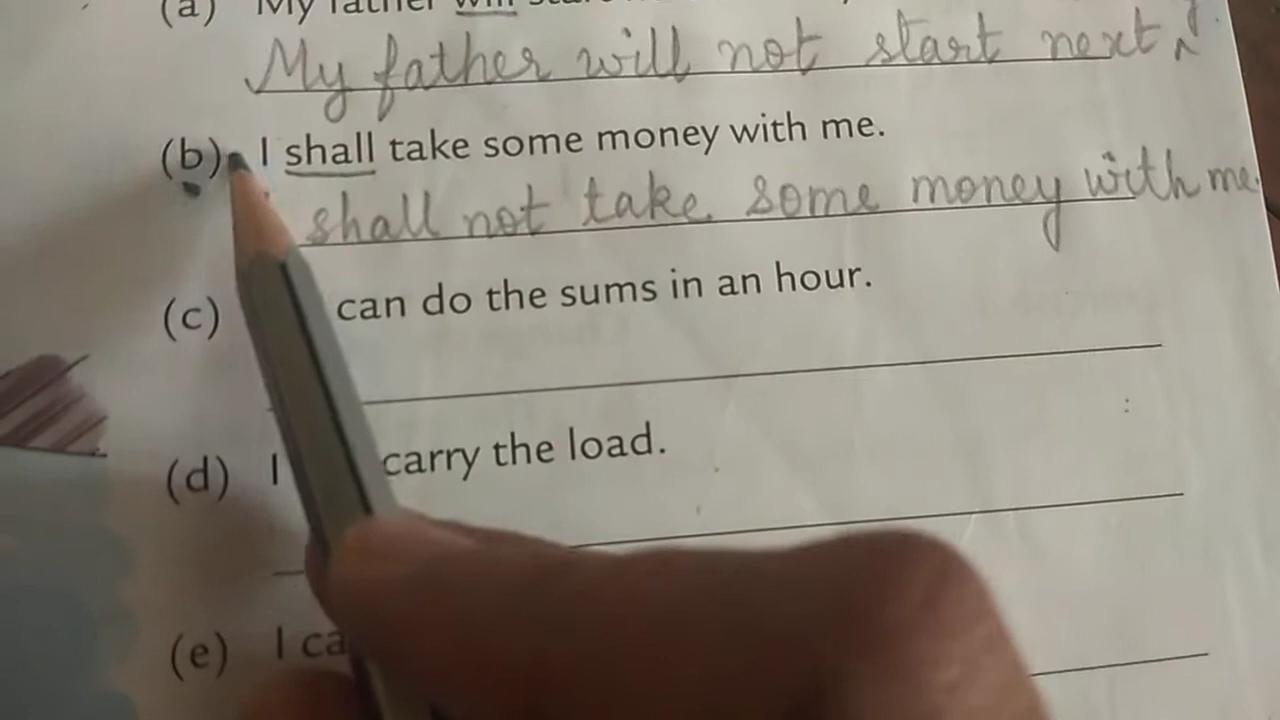 (a) My father will
My father will not start next
(b) I shall take some money with me.
shall not take some money with me.
(c) can do the sums in an hour.
(d) I carry the load.
(e) I ca